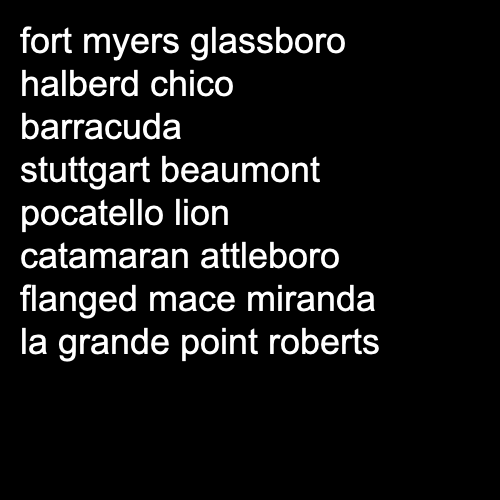 fort myers glassboro
halberd chico
barracuda
stuttgart beaumont
pocatello lion
catamaran attleboro
flanged mace miranda
la grande point roberts